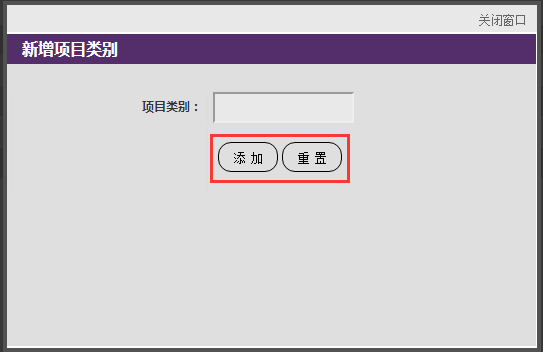 关闭窗口
新增项目类别
项目类别：
添 加 重 置